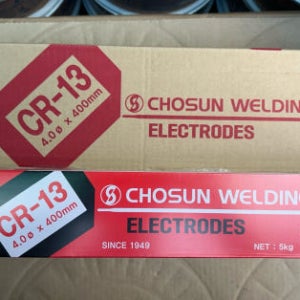 CR-13
4.0ø x 400mm
CHOSUN WELDING
ELECTRODES
CR-13
4.0ø x 400mm
CHOSUN WELDING
ELECTRODES
SINCE 1949
NET : 5kg